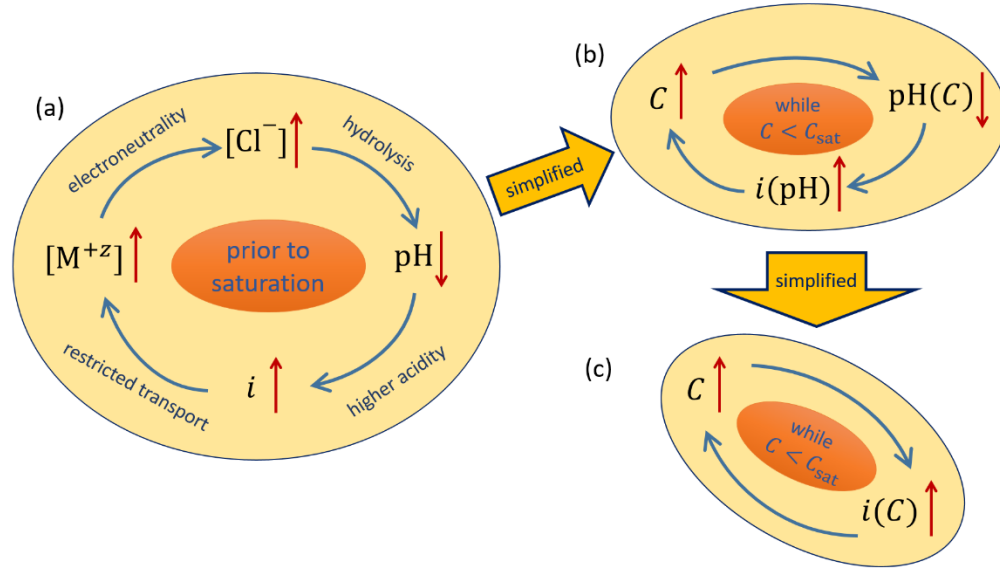 (a)
electroneutrality
[Cl⁻]
hydrolysis
[M⁺ᶻ]
prior to
saturation
pH
restricted transport
i
higher acidity
simplified
(b)
C
while
C < C_sat
pH(C)
i(pH)
simplified
(c)
C
while
C < C_sat
i(C)